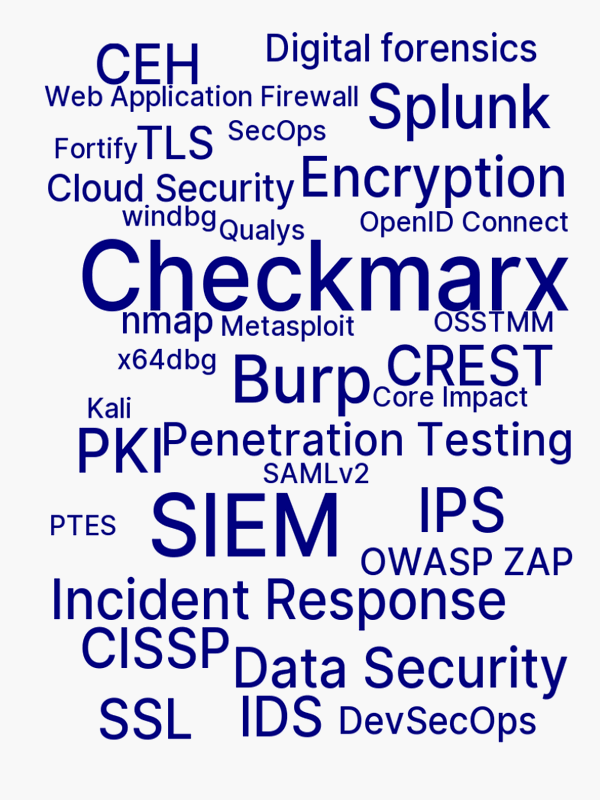 Digital forensics
CEH
Web Application Firewall
Splunk
SecOps
Fortify
TLS
Encryption
Cloud Security
windbg
Qualys
OpenID Connect
Checkmarx
nmap
Metasploit
OSSTMM
x64dbg
CREST
Burp
Core Impact
Kali
PKI
Penetration Testing
SAMLv2
SIEM
IPS
PTES
OWASP ZAP
Incident Response
CISSP
Data Security
SSL
IDS
DevSecOps